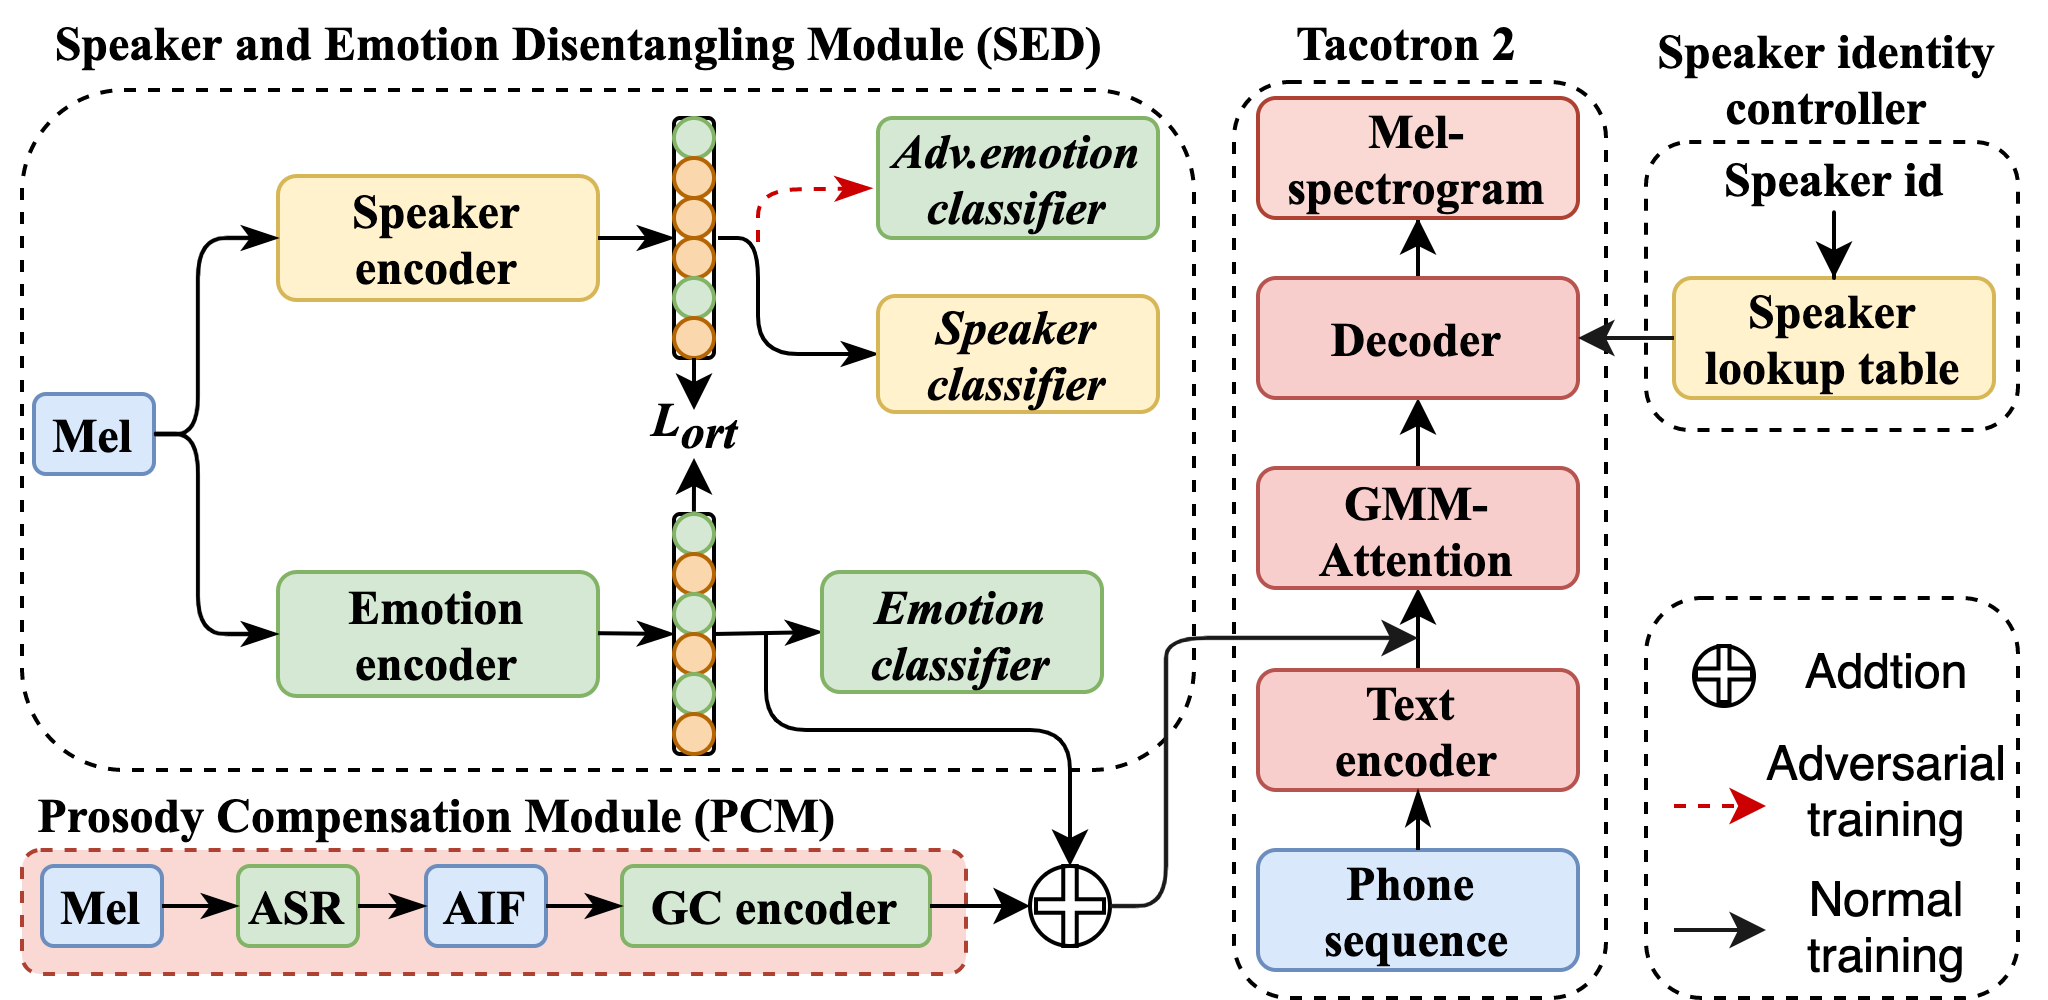 Speaker and Emotion Disentangling Module (SED)
Mel
Speaker
encoder
Adv.emotion
classifier
Speaker
classifier
Lort
Emotion
encoder
Emotion
classifier
Prosody Compensation Module (PCM)
Mel
ASR
AIF
GC encoder
Tacotron 2
Mel-
spectrogram
Decoder
GMM-
Attention
Text
encoder
Phone
sequence
Speaker identity
controller
Speaker id
Speaker
lookup table
Addtion
Adversarial
training
Normal
training